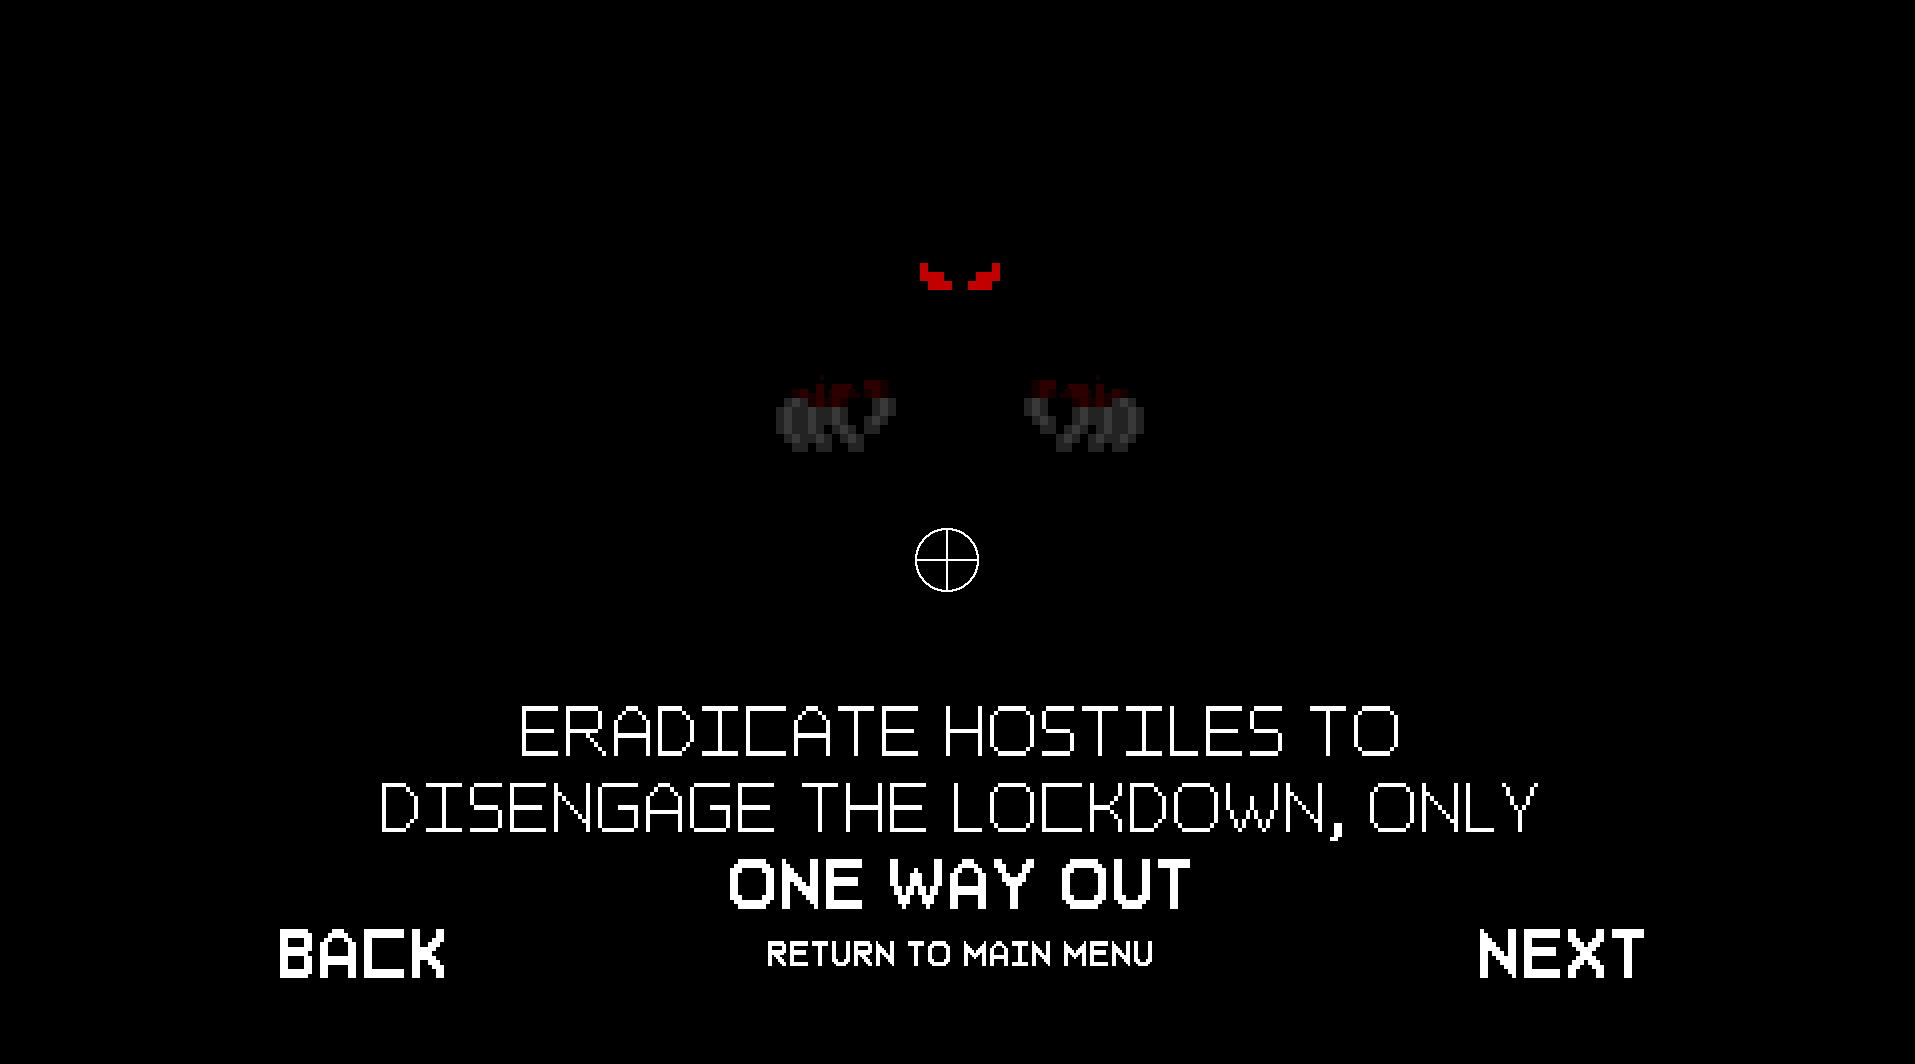 ERADICATE HOSTILES TO
DISENGAGE THE LOCKDOWN, ONLY
ONE WAY OUT
BACK
RETURN TO MAIN MENU
NEXT